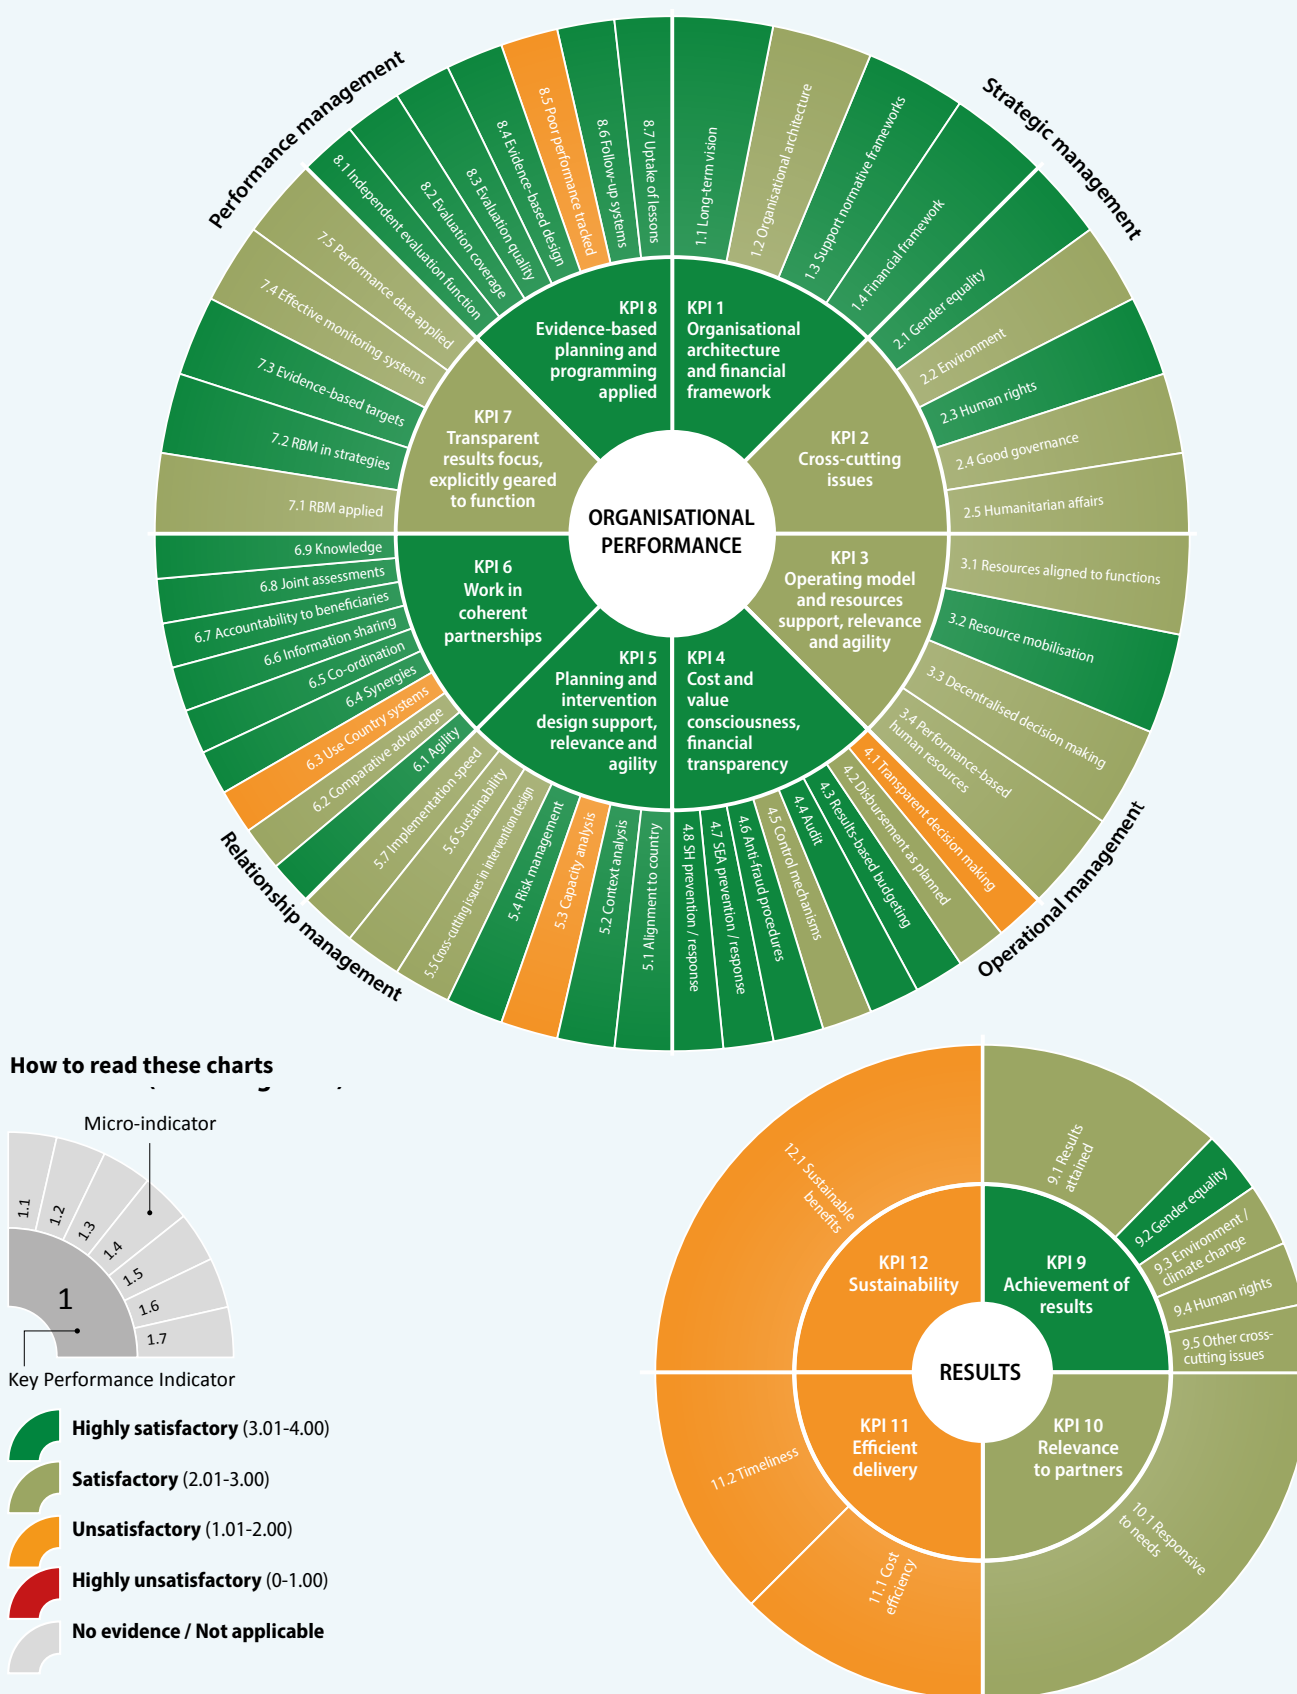 Performance management
Strategic management
Operational management
Relationship management
ORGANISATIONAL
PERFORMANCE
KPI 1
Organisational
architecture
and financial
framework
1.1 Long-term vision
1.2 Organisational architecture
1.3 Support normative frameworks
1.4 Financial framework
KPI 2
Cross-cutting
issues
2.1 Gender equality
2.2 Environment
2.3 Human rights
2.4 Good governance
2.5 Humanitarian affairs
KPI 3
Operating model
and resources
support, relevance
and agility
3.1 Resources aligned to functions
3.2 Resource mobilisation
3.3 Decentralised decision making
3.4 Performance-based
human resources
KPI 4
Cost and
value
consciousness,
financial
transparency
4.1 Transparent decision making
4.2 Disbursement as planned
4.3 Results-based budgeting
4.4 Audit
4.5 Control mechanisms
4.6 Anti-fraud procedures
4.7 SEA prevention / response
4.8 SH prevention / response
KPI 5
Planning and
intervention
design support,
relevance and
agility
5.1 Alignment to country
5.2 Context analysis
5.3 Capacity analysis
5.4 Risk management
5.5 Cross-cutting issues in intervention design
5.6 Sustainability
5.7 Implementation speed
KPI 6
Work in
coherent
partnerships
6.1 Agility
6.2 Comparative advantage
6.3 Use Country systems
6.4 Synergies
6.5 Co-ordination
6.6 Information sharing
6.7 Accountability to beneficiaries
6.8 Joint assessments
6.9 Knowledge
KPI 7
Transparent
results focus,
explicitly geared
to function
7.1 RBM applied
7.2 RBM in strategies
7.3 Evidence-based targets
7.4 Effective monitoring systems
7.5 Performance data applied
KPI 8
Evidence-based
planning and
programming
applied
8.1 Independent evaluation function
8.2 Evaluation coverage
8.3 Evaluation quality
8.4 Evidence-based design
8.5 Poor performance tracked
8.6 Follow-up systems
8.7 Uptake of lessons
How to read these charts
Micro-indicator
1.1
1.2
1.3
1.4
1.5
1.6
1.7
1
Key Performance Indicator
Highly satisfactory (3.01-4.00)
Satisfactory (2.01-3.00)
Unsatisfactory (1.01-2.00)
Highly unsatisfactory (0-1.00)
No evidence / Not applicable
RESULTS
KPI 9
Achievement of
results
9.1 Results
attained
9.2 Gender equality
9.3 Environment /
climate change
9.4 Human rights
9.5 Other cross-
cutting issues
KPI 10
Relevance
to partners
10.1 Responsive
to needs
KPI 11
Efficient
delivery
11.1 Cost
efficiency
11.2 Timeliness
KPI 12
Sustainability
12.1 Sustainable
benefits